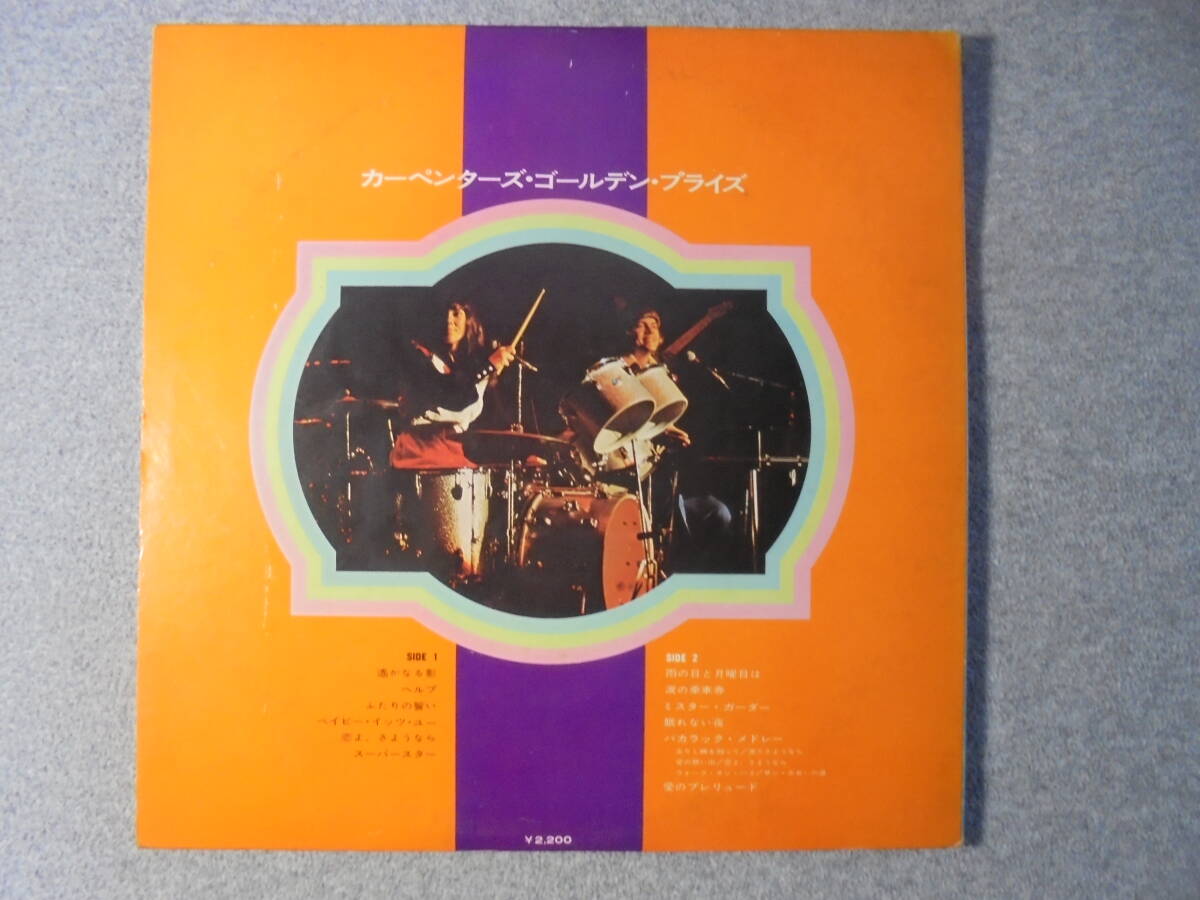 カーペンターズ・ゴールデン・プライズ
SIDE 1
遙かなる影
ヘルプ
ふたりの誓い
ベイビー・イッツ・ユー
恋よ、さようなら
スーパースター
SIDE 2
雨の日と月曜日は
涙の乗車券
ミスター・ガーダー
眠れない夜
バカラック・メドレー
愛のプレリュード
¥2,200